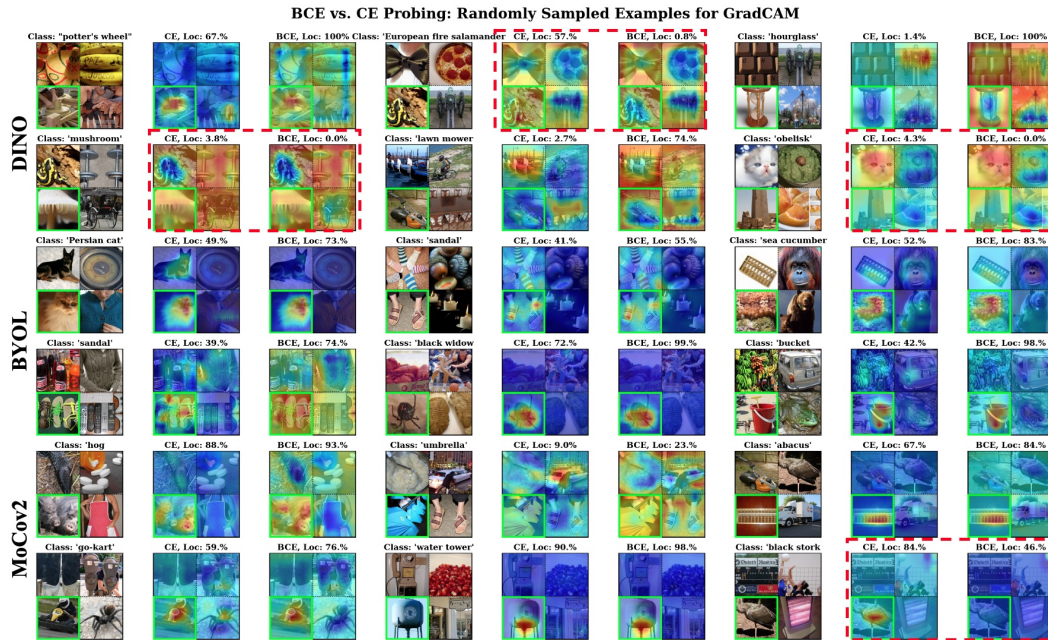 BCE vs. CE Probing: Randomly Sampled Examples for GradCAM
Class: "potter's wheel" CE, Loc: 67.% BCE, Loc: 100% Class: 'European fire salamander CE, Loc: 57.% BCE, Loc: 0.8% Class: 'hourglass' CE, Loc: 1.4% BCE, Loc: 100%
DINO
Class: 'mushroom' CE, Loc: 3.8% BCE, Loc: 0.0% Class: 'lawn mower CE, Loc: 2.7% BCE, Loc: 74.% Class: 'obelisk' CE, Loc: 4.3% BCE, Loc: 0.0%
Class: 'Persian cat' CE, Loc: 49.% BCE, Loc: 73.% Class: 'sandal' CE, Loc: 41.% BCE, Loc: 55.% Class: 'sea cucumber CE, Loc: 52.% BCE, Loc: 83.%
BYOL
Class: 'sandal' CE, Loc: 39.% BCE, Loc: 74.% Class: 'black widow CE, Loc: 72.% BCE, Loc: 99.% Class: 'bucket' CE, Loc: 42.% BCE, Loc: 98.%
Class: 'hog' CE, Loc: 88.% BCE, Loc: 93.% Class: 'umbrella' CE, Loc: 9.0% BCE, Loc: 23.% Class: 'abacus' CE, Loc: 67.% BCE, Loc: 84.%
MoCov2
Class: 'go-kart' CE, Loc: 59.% BCE, Loc: 76.% Class: 'water tower' CE, Loc: 90.% BCE, Loc: 98.% Class: 'black stork CE, Loc: 84.% BCE, Loc: 46.%